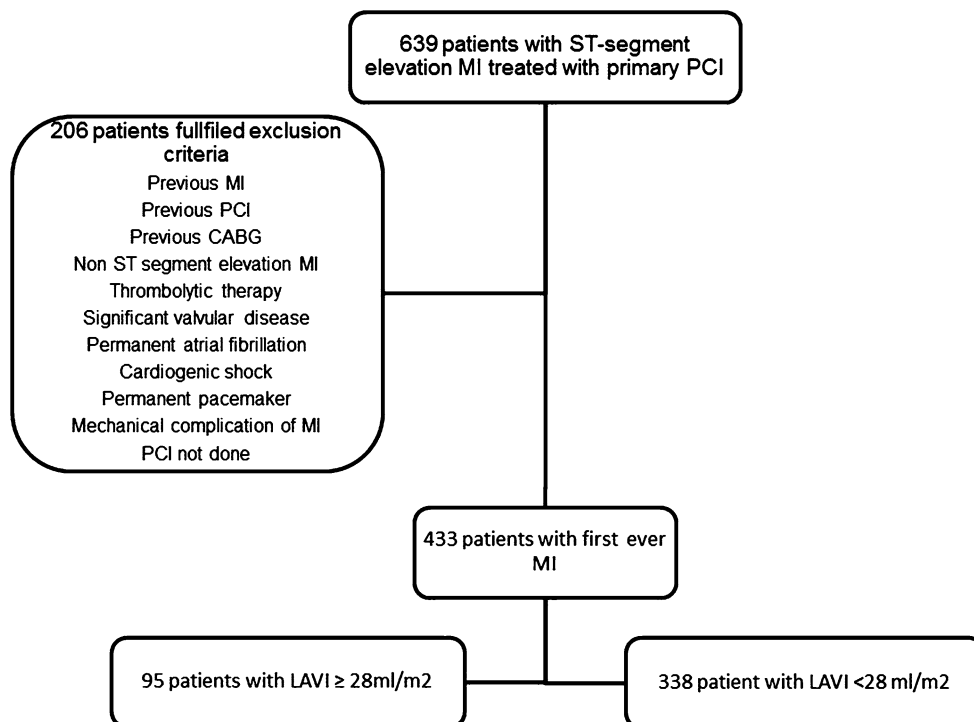 639 patients with ST-segment
elevation MI treated with primary PCI
206 patients fullfiled exclusion
criteria
Previous MI
Previous PCI
Previous CABG
Non ST segment elevation MI
Thrombolytic therapy
Significant valvular disease
Permanent atrial fibrillation
Cardiogenic shock
Permanent pacemaker
Mechanical complication of MI
PCI not done
433 patients with first ever
MI
95 patients with LAVI ≥ 28ml/m2
338 patient with LAVI <28 ml/m2